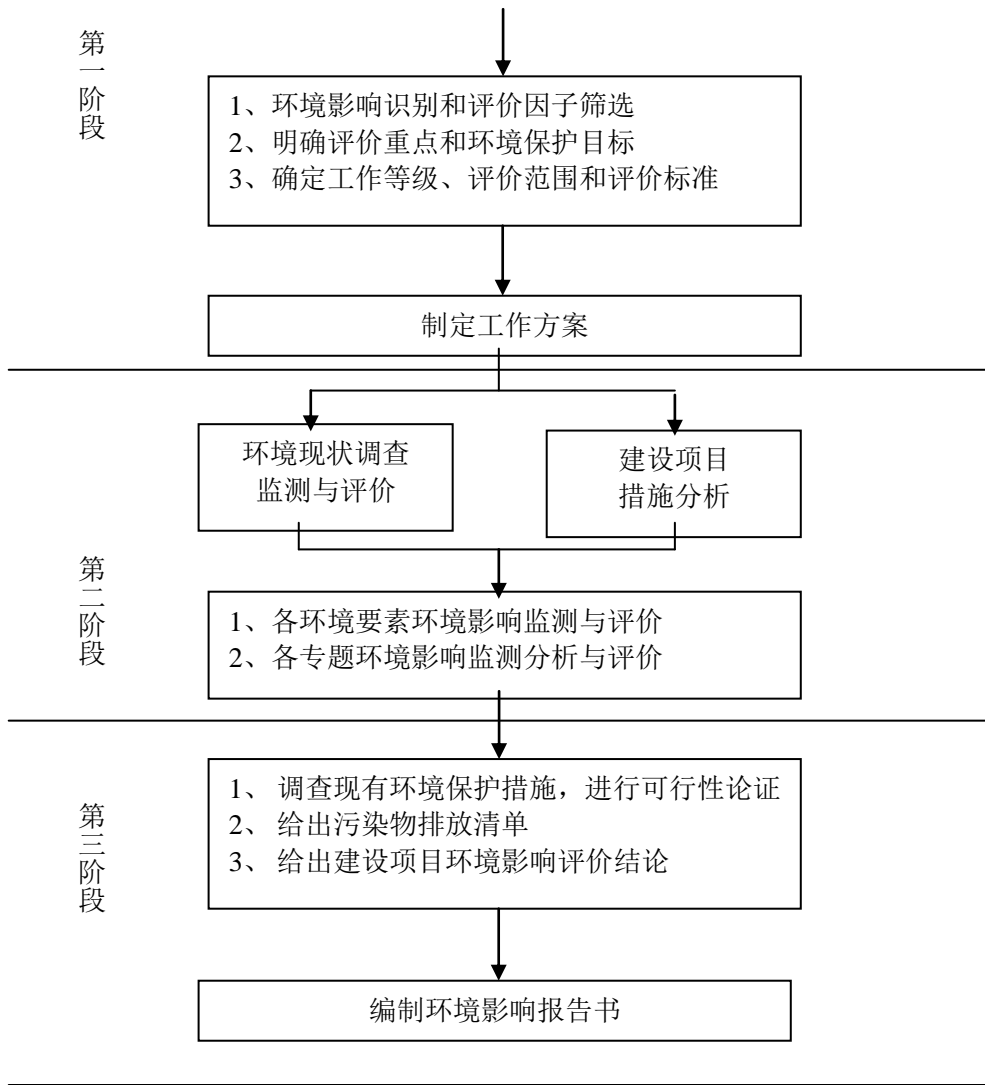 第一阶段
1、环境影响识别和评价因子筛选
2、明确评价重点和环境保护目标
3、确定工作等级、评价范围和评价标准
制定工作方案
环境现状调查
监测与评价
建设项目
措施分析
第二阶段
1、各环境要素环境影响监测与评价
2、各专题环境影响监测分析与评价
第三阶段
1、 调查现有环境保护措施，进行可行性论证
2、 给出污染物排放清单
3、 给出建设项目环境影响评价结论
编制环境影响报告书